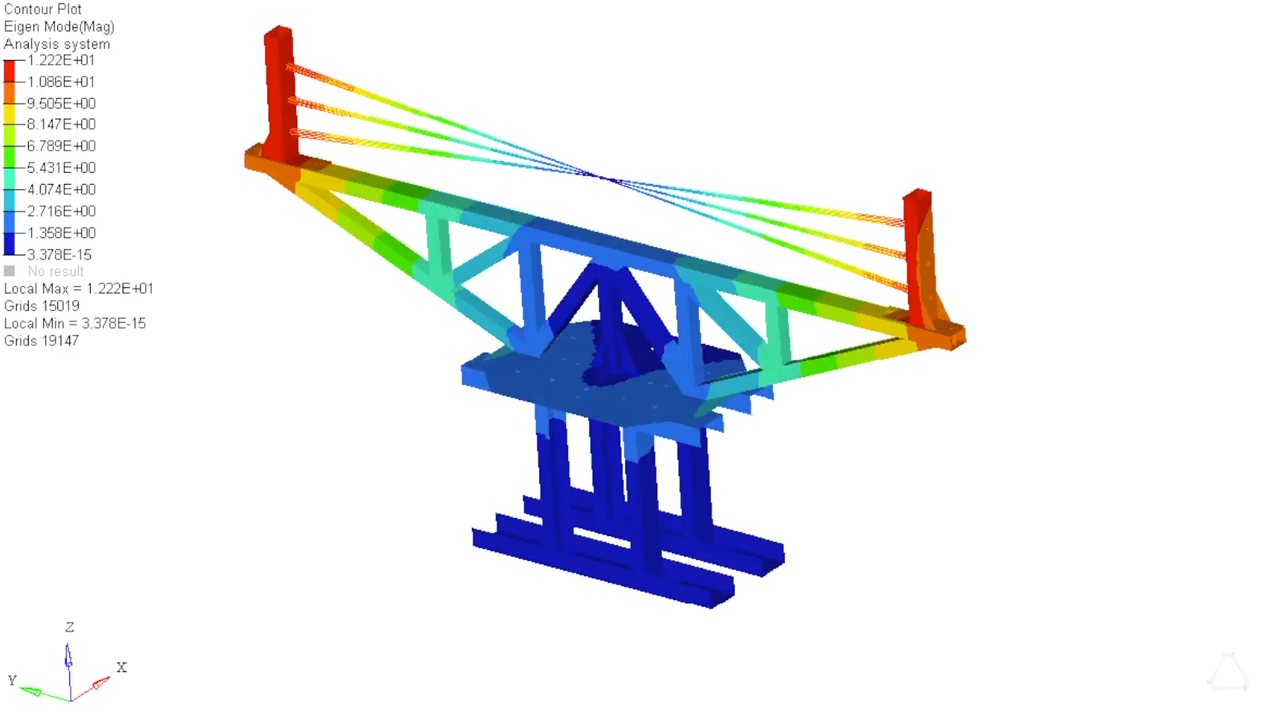 Contour Plot
Eigen Mode(Mag)
Analysis system
1.222E+01
1.086E+01
9.505E+00
8.147E+00
6.789E+00
5.431E+00
4.074E+00
2.716E+00
1.358E+00
3.378E-15
No result
Local Max = 1.222E+01
Grids 15019
Local Min = 3.378E-15
Grids 19147
Z
X
Y